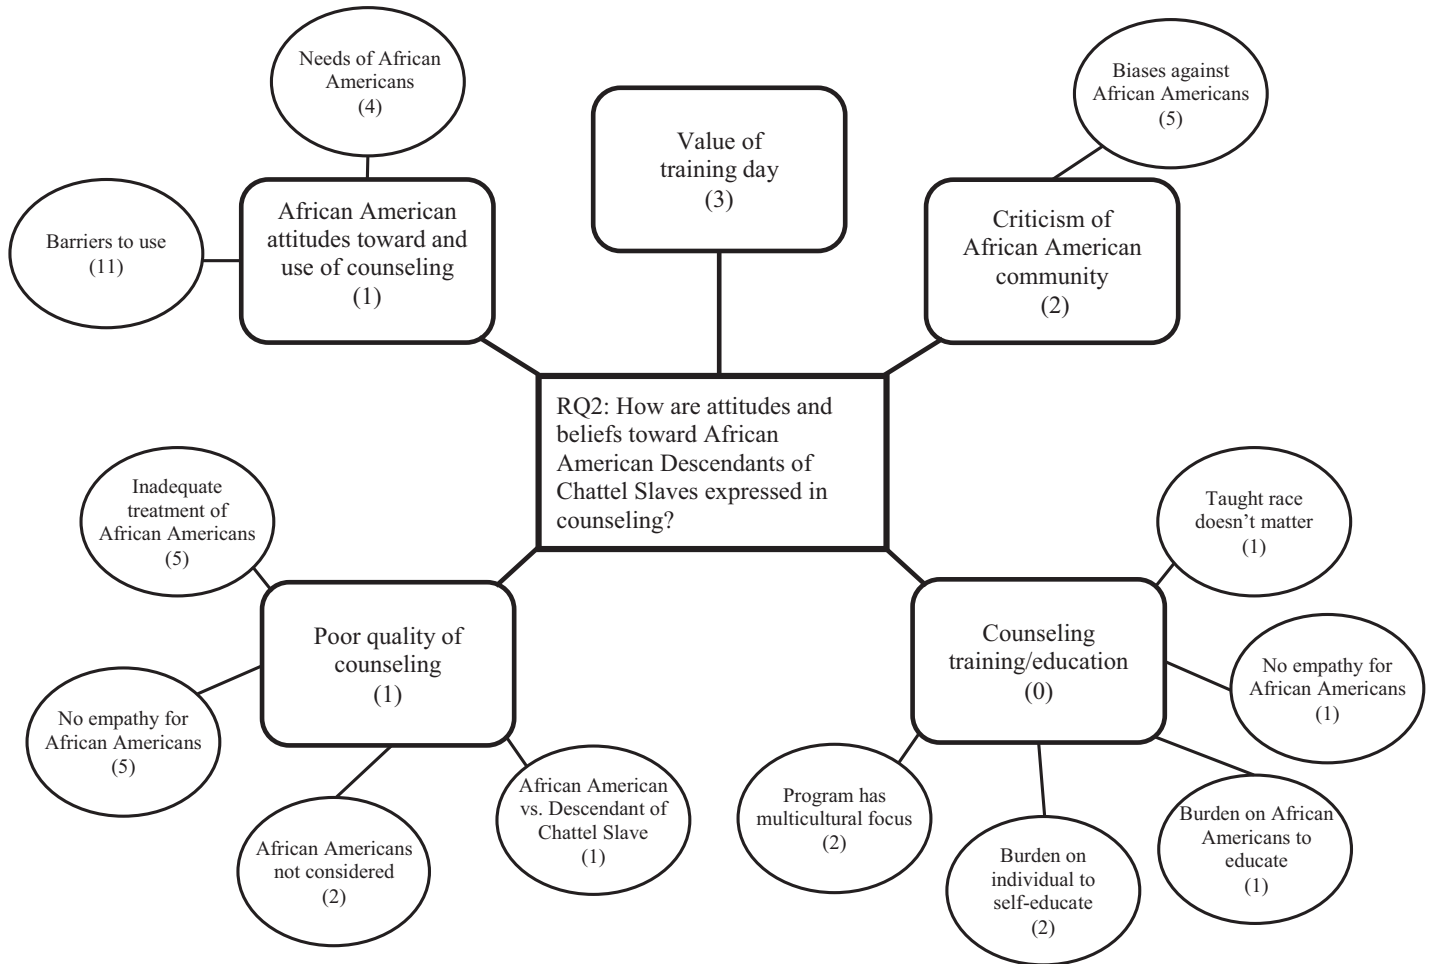 Needs of African
Americans
(4)
Biases against
African Americans
(5)
Value of
training day
(3)
African American
attitudes toward and
use of counseling
(1)
Criticism of
African American
community
(2)
Barriers to use
(11)
RQ2: How are attitudes and
beliefs toward African
American Descendants of
Chattel Slaves expressed in
counseling?
Inadequate
treatment of
African Americans
(5)
Taught race
doesn’t matter
(1)
Poor quality of
counseling
(1)
Counseling
training/education
(0)
No empathy for
African Americans
(1)
No empathy for
African Americans
(5)
African Americans
not considered
(2)
African American
vs. Descendant of
Chattel Slave
(1)
Program has
multicultural focus
(2)
Burden on
individual to
self-educate
(2)
Burden on African
Americans to
educate
(1)